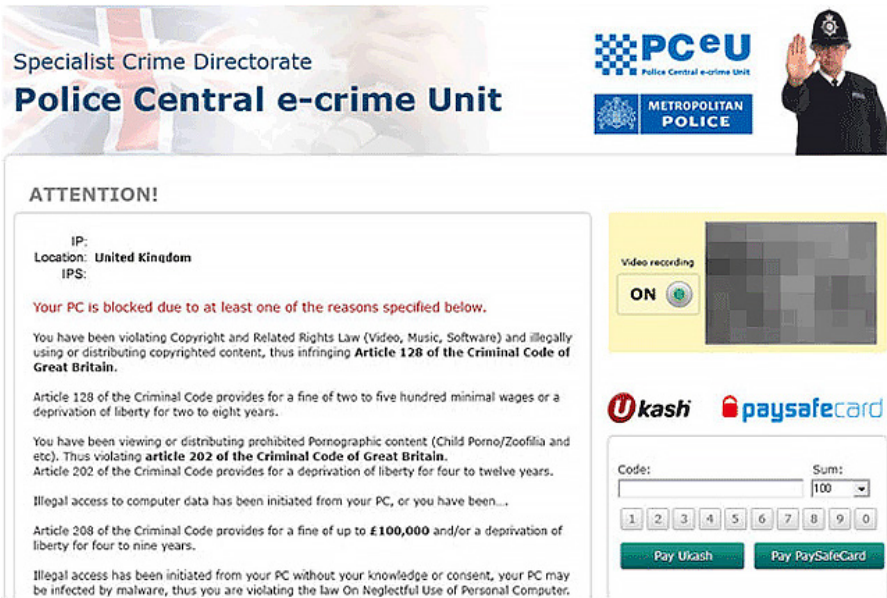 Specialist Crime Directorate
Police Central e-crime Unit
PCeU
Police Central e-crime Unit
METROPOLITAN
POLICE
ATTENTION!
IP:
Location: United Kingdom
IPS:
Your PC is blocked due to at least one of the reasons specified below.
You have been violating Copyright and Related Rights Law (Video, Music, Software) and illegally
using or distributing copyrighted content, thus infringing Article 128 of the Criminal Code of
Great Britain.
Article 128 of the Criminal Code provides for a fine of two to five hundred minimal wages or a
deprivation of liberty for two to eight years.
You have been viewing or distributing prohibited Pornographic content (Child Porno/Zoofilia and
etc). Thus violating article 202 of the Criminal Code of Great Britain.
Article 202 of the Criminal Code provides for a deprivation of liberty for four to twelve years.
Illegal access to computer data has been initiated from your PC, or you have been...
Article 208 of the Criminal Code provides for a fine of up to £100,000 and/or a deprivation of
liberty for four to nine years.
Illegal access has been initiated from your PC without your knowledge or consent, your PC may
be infected by malware, thus you are violating the law On Neglectful Use of Personal Computer.
Video recording
ON
Ukash
paysafecard
Code:
Sum:
100
1 2 3 4 5 6 7 8 9 0
Pay Ukash
Pay PaySafeCard